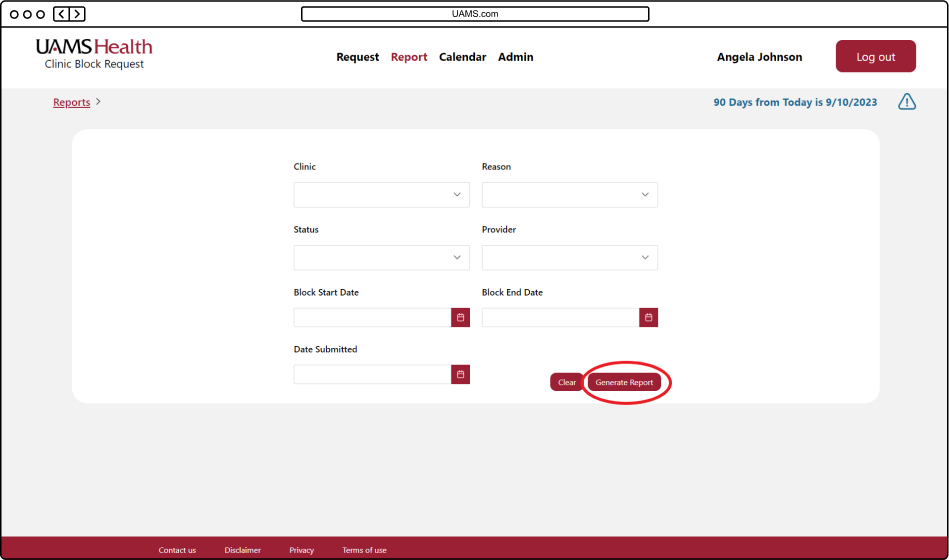 UAMS.com
UAMS Health
Clinic Block Request
Request Report Calendar Admin
Angela Johnson
Log out
Reports >
90 Days from Today is 9/10/2023
Clinic
Reason
Status
Provider
Block Start Date
Block End Date
Date Submitted
Clear
Generate Report
Contact us Disclaimer Privacy Terms of use